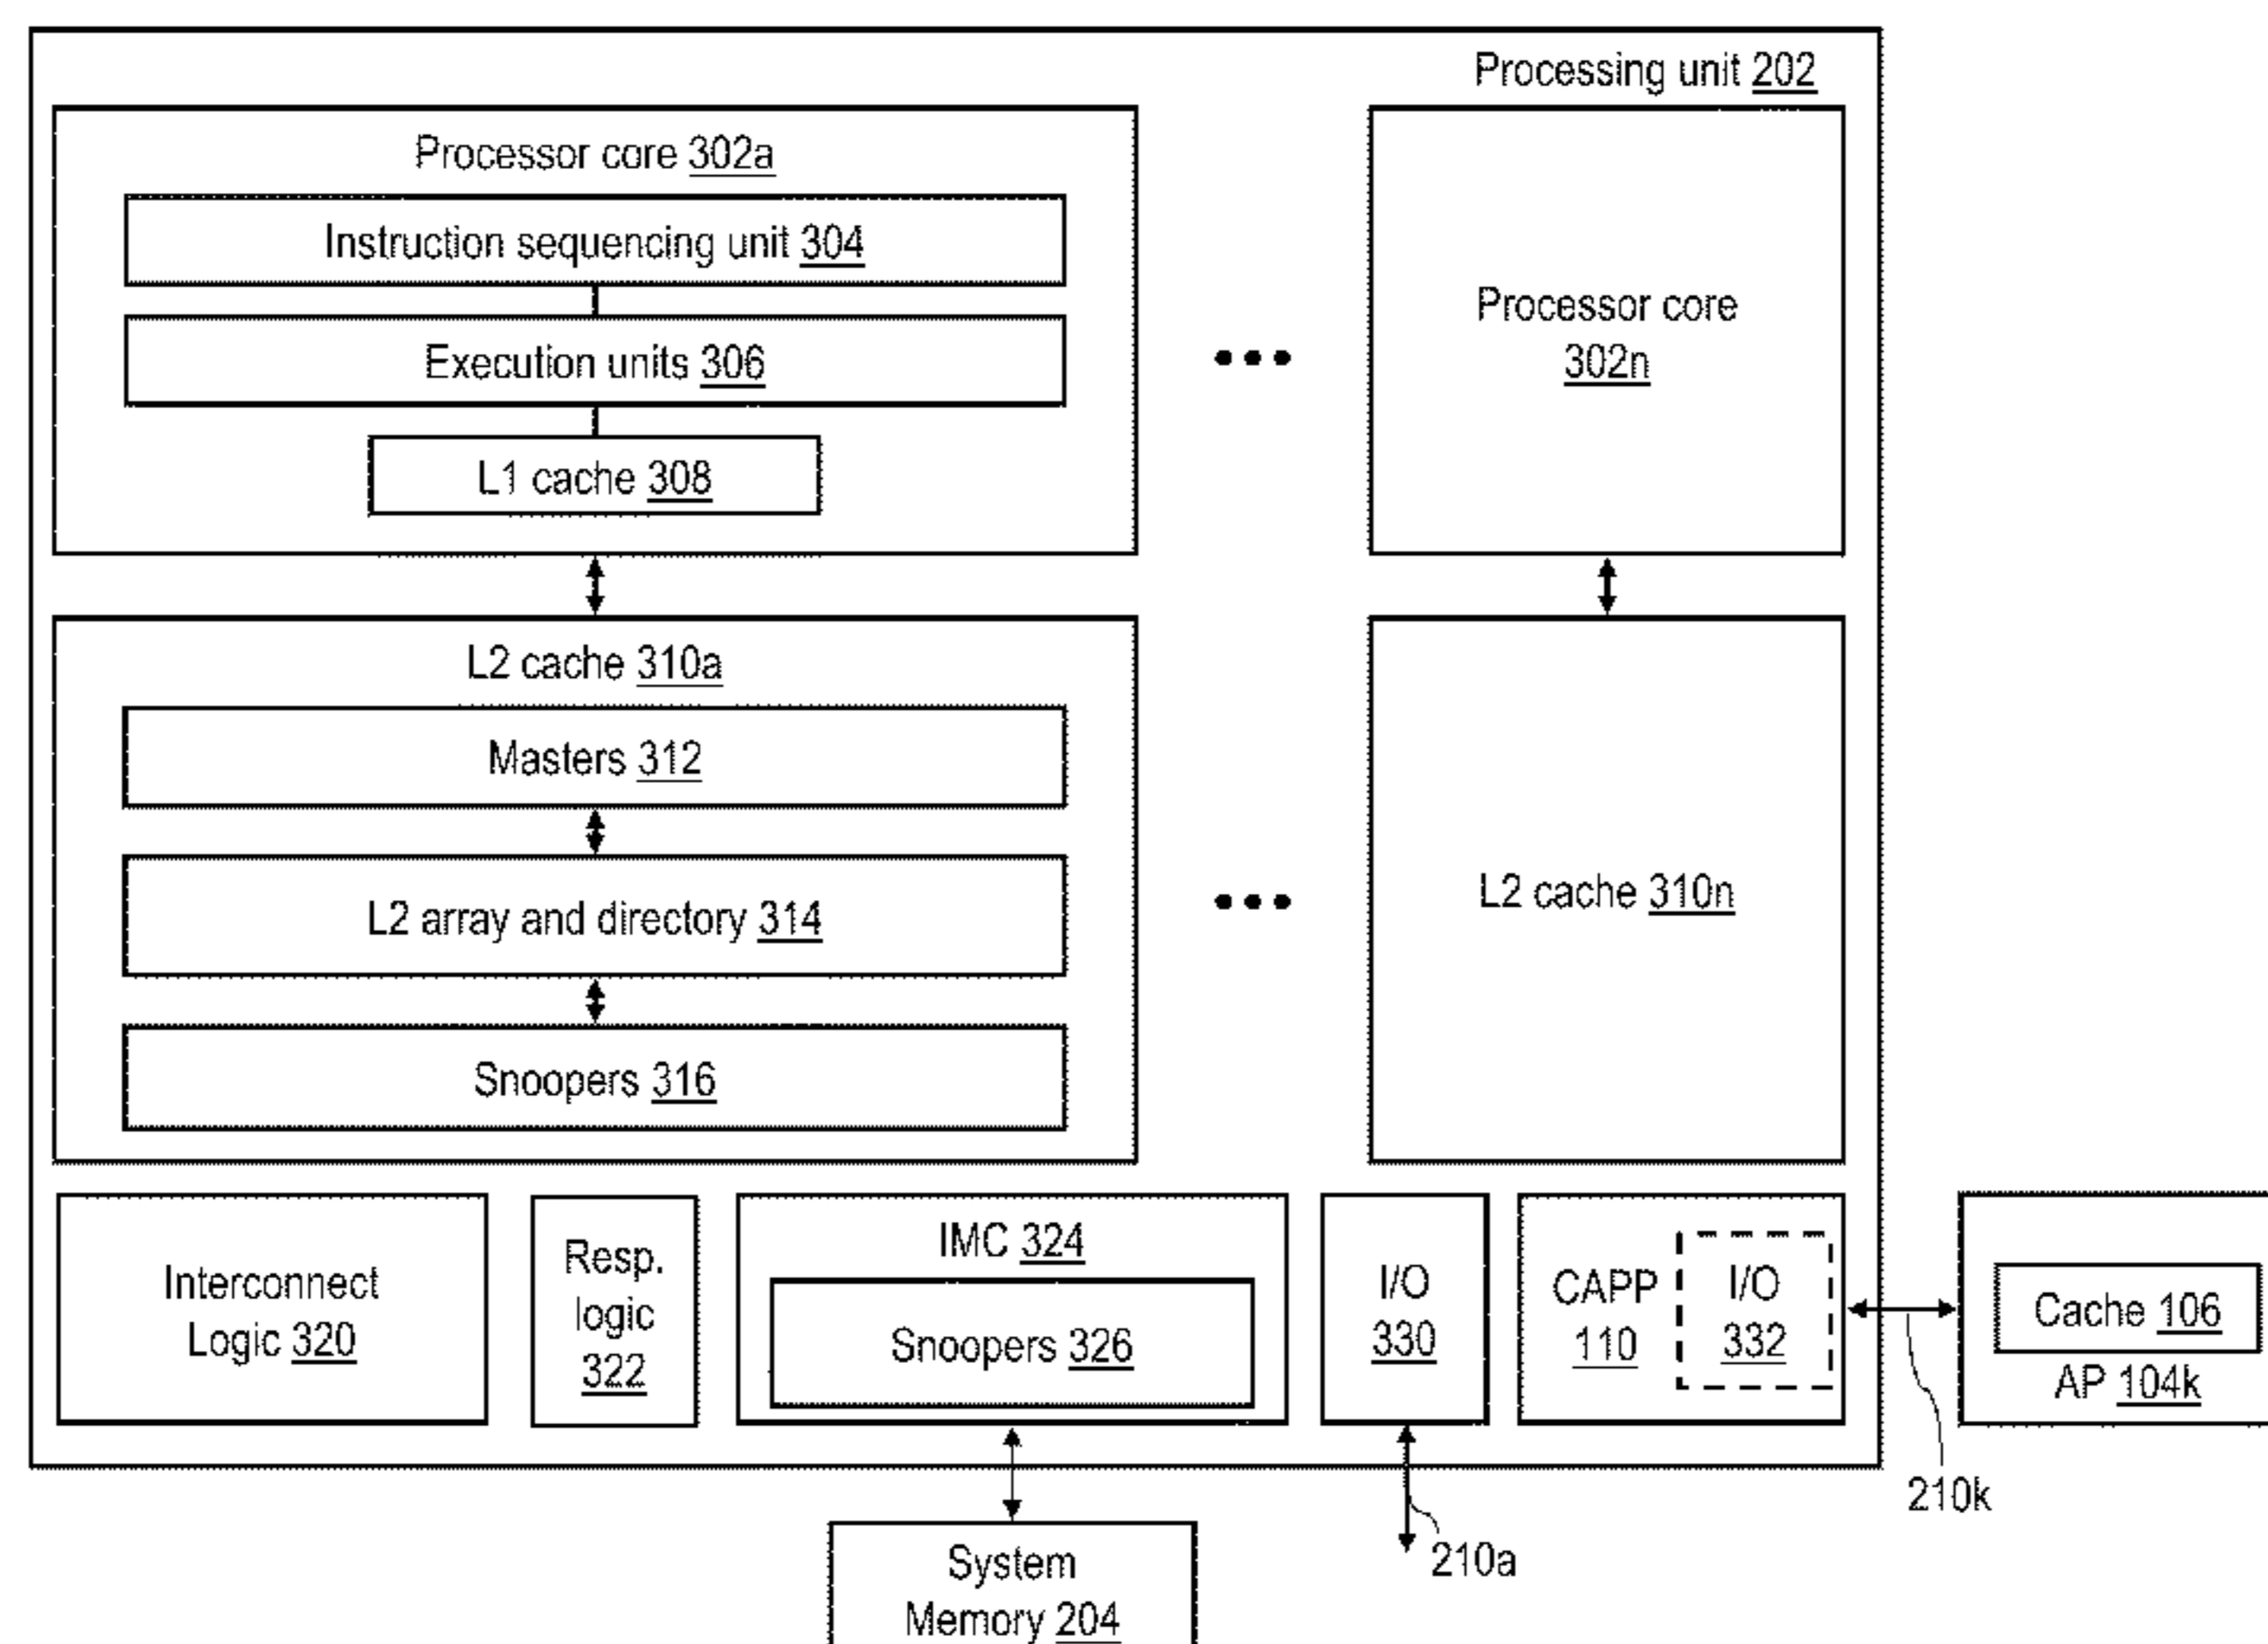 Processing unit 202
Processor core 302a
Instruction sequencing unit 304
Execution units 306
L1 cache 308
Processor core
302n
L2 cache 310a
Masters 312
L2 array and directory 314
Snoopers 316
L2 cache 310n
Interconnect
Logic 320
Resp.
logic
322
IMC 324
Snoopers 326
I/O
330
CAPP
110
I/O
332
Cache 106
AP 104k
210k
210a
System
Memory 204